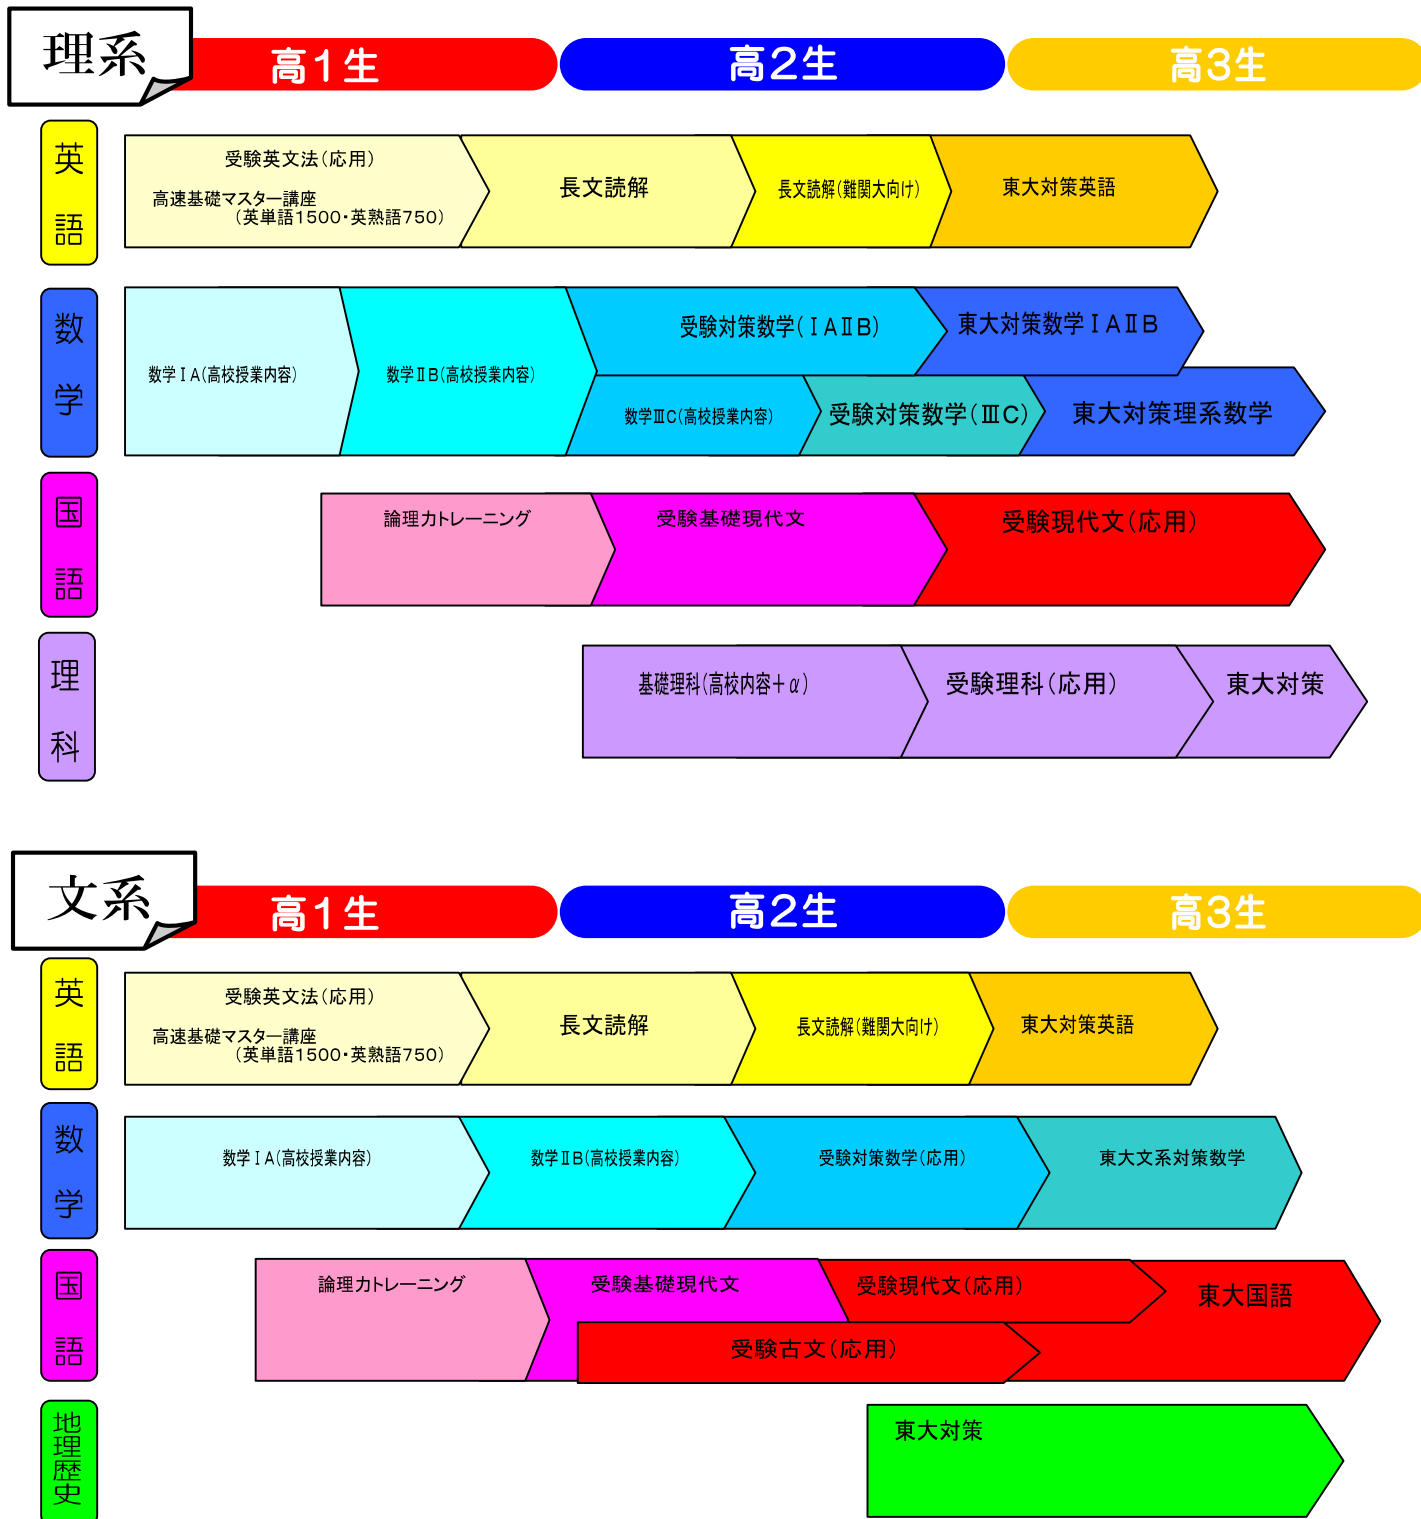 理系
高1生
高2生
高3生
英語
受験英文法(応用)
高速基礎マスター講座
(英単語1500・英熟語750)
長文読解
長文読解(難関大向け)
東大対策英語
数学
数学ⅠA(高校授業内容)
数学ⅡB(高校授業内容)
受験対策数学(ⅠAⅡB)
東大対策数学ⅠAⅡB
数学ⅢC(高校授業内容)
受験対策数学(ⅢC)
東大対策理系数学
国語
論理力トレーニング
受験基礎現代文
受験現代文(応用)
理科
基礎理科(高校内容+α)
受験理科(応用)
東大対策
文系
高1生
高2生
高3生
英語
受験英文法(応用)
高速基礎マスター講座
(英単語1500・英熟語750)
長文読解
長文読解(難関大向け)
東大対策英語
数学
数学ⅠA(高校授業内容)
数学ⅡB(高校授業内容)
受験対策数学(応用)
東大文系対策数学
国語
論理力トレーニング
受験基礎現代文
受験現代文(応用)
東大国語
受験古文(応用)
地理歴史
東大対策